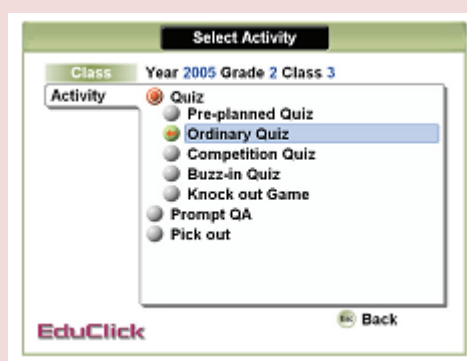 Select Activity
Class Year 2005 Grade 2 Class 3
Activity
Quiz
Pre-planned Quiz
Ordinary Quiz
Competition Quiz
Buzz-in Quiz
Knock out Game
Prompt QA
Pick out
Esc Back
EduClick